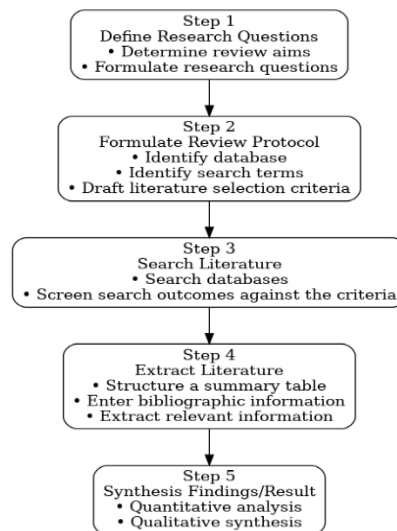 Step 1
Define Research Questions
• Determine review aims
• Formulate research questions
Step 2
Formulate Review Protocol
• Identify database
• Identify search terms
• Draft literature selection criteria
Step 3
Search Literature
• Search databases
• Screen search outcomes against the criteria
Step 4
Extract Literature
• Structure a summary table
• Enter bibliographic information
• Extract relevant information
Step 5
Synthesis Findings/Result
• Quantitative analysis
• Qualitative synthesis